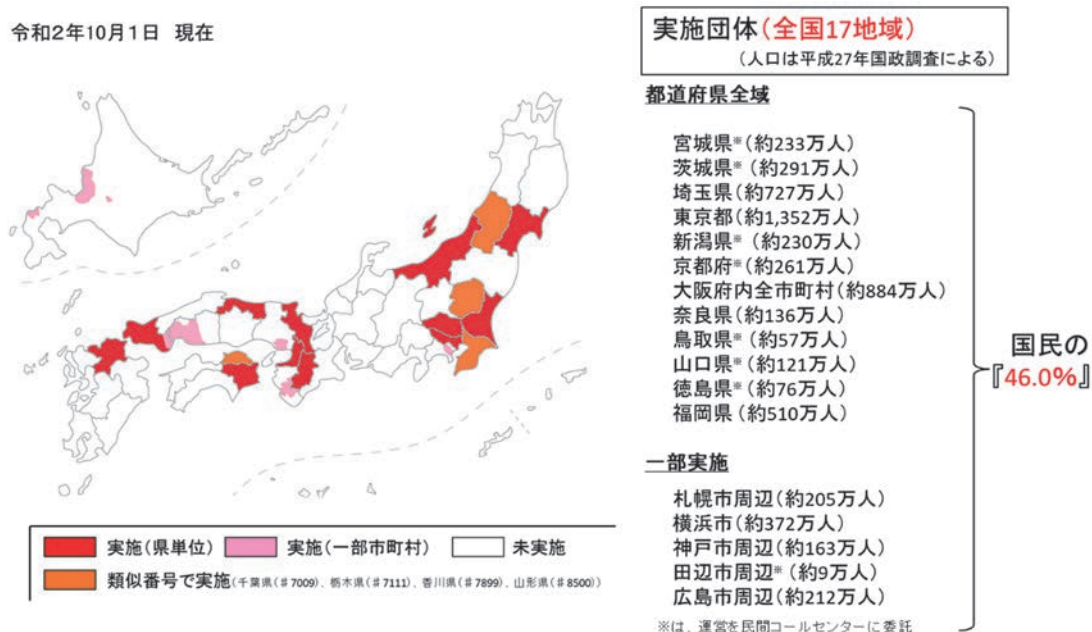 令和2年10月1日 現在
実施団体(全国17地域)
(人口は平成27年国政調査による)
都道府県全域
宮城県※(約233万人)
茨城県※(約291万人)
埼玉県(約727万人)
東京都(約1,352万人)
新潟県※(約230万人)
京都府※(約261万人)
大阪府内全市町村(約884万人)
奈良県(約136万人)
鳥取県※(約57万人)
山口県※(約121万人)
徳島県※(約76万人)
福岡県(約510万人)
国民の
『46.0%』
一部実施
札幌市周辺(約205万人)
横浜市(約372万人)
神戸市周辺(約163万人)
田辺市周辺※(約9万人)
広島市周辺(約212万人)
※は、運営を民間コールセンターに委託
実施(県単位) 実施(一部市町村) 未実施
類似番号で実施(千葉県(#7009)、栃木県(#7111)、香川県(#7899)、山形県(#8500))